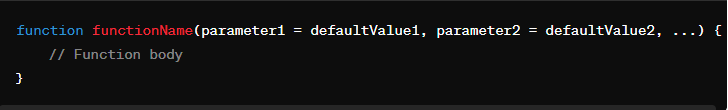 function functionName(parameter1 = defaultValue1, parameter2 = defaultValue2, ...) {
    // Function body
}